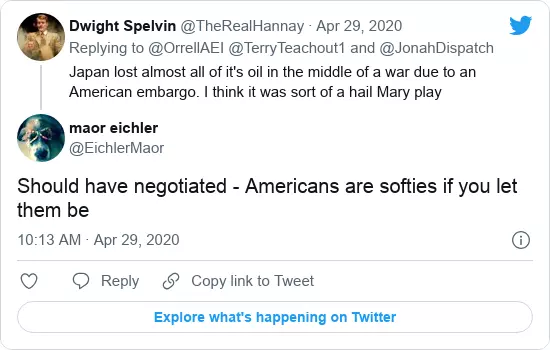 Dwight Spelvin @TheRealHannay · Apr 29, 2020
Replying to @OrrellAEI @TerryTeachout1 and @JonahDispatch
Japan lost almost all of it's oil in the middle of a war due to an
American embargo. I think it was sort of a hail Mary play
maor eichler
@EichlerMaor
Should have negotiated - Americans are softies if you let
them be
10:13 AM · Apr 29, 2020
Reply
Copy link to Tweet
Explore what's happening on Twitter